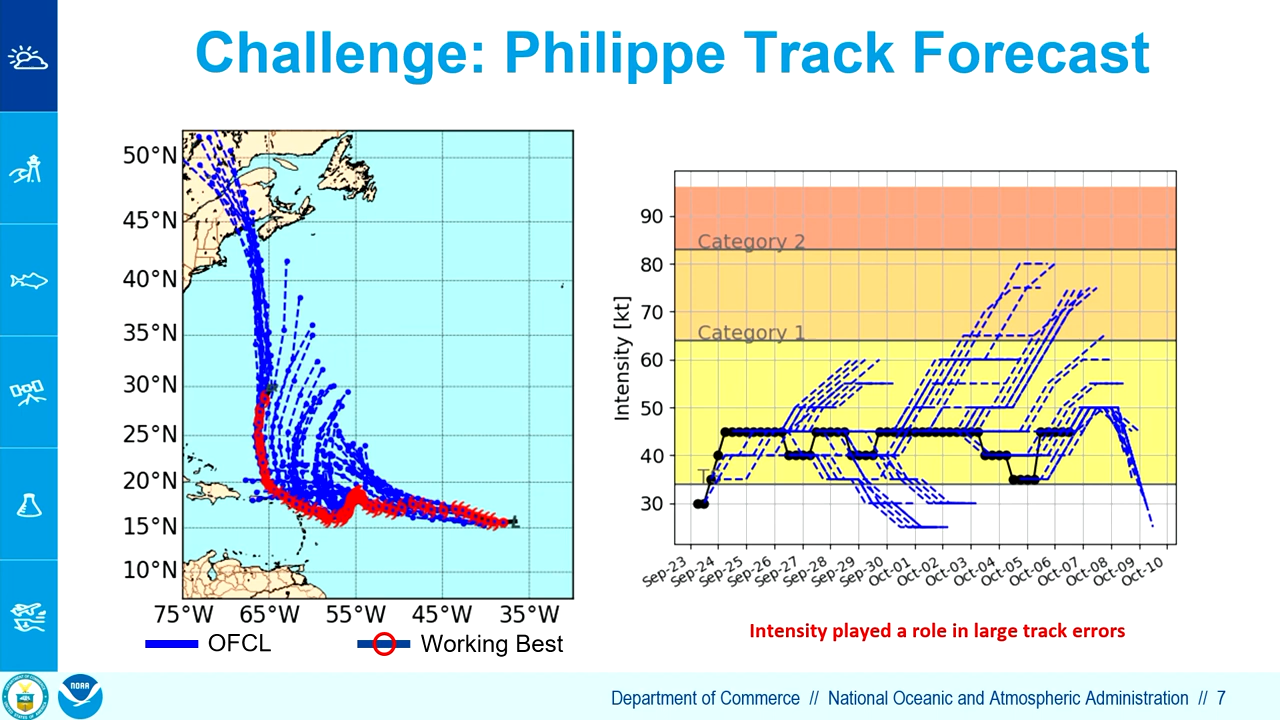 Challenge: Philippe Track Forecast
50°N
45°N
40°N
35°N
30°N
25°N
20°N
15°N
10°N
75°W 65°W 55°W 45°W 35°W
OFCL Working Best
Intensity [kt]
90
80
70
60
50
40
30
Category 2
Category 1
T
Sep-23 Sep-24 Sep-25 Sep-26 Sep-27 Sep-28 Sep-29 Sep-30 Oct-01 Oct-02 Oct-03 Oct-04 Oct-05 Oct-06 Oct-07 Oct-08 Oct-09 Oct-10
Intensity played a role in large track errors
NOAA
Department of Commerce // National Oceanic and Atmospheric Administration // 7